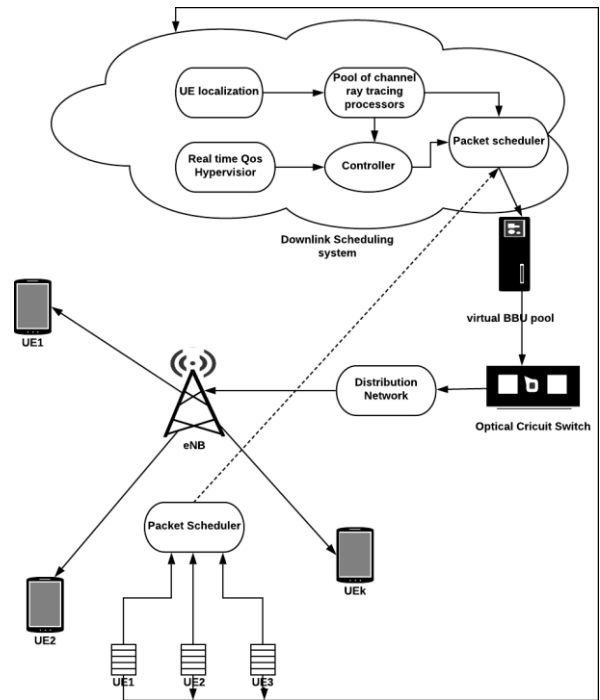 UE localization
Pool of channel
ray tracing
processors
Packet scheduler
Real time Qos
Hypervisior
Controller
Downlink Scheduling
system
virtual BBU pool
UE1
Distribution
Network
Optical Cricuit Switch
eNB
Packet Scheduler
UEk
UE2
UE1
UE2
UE3